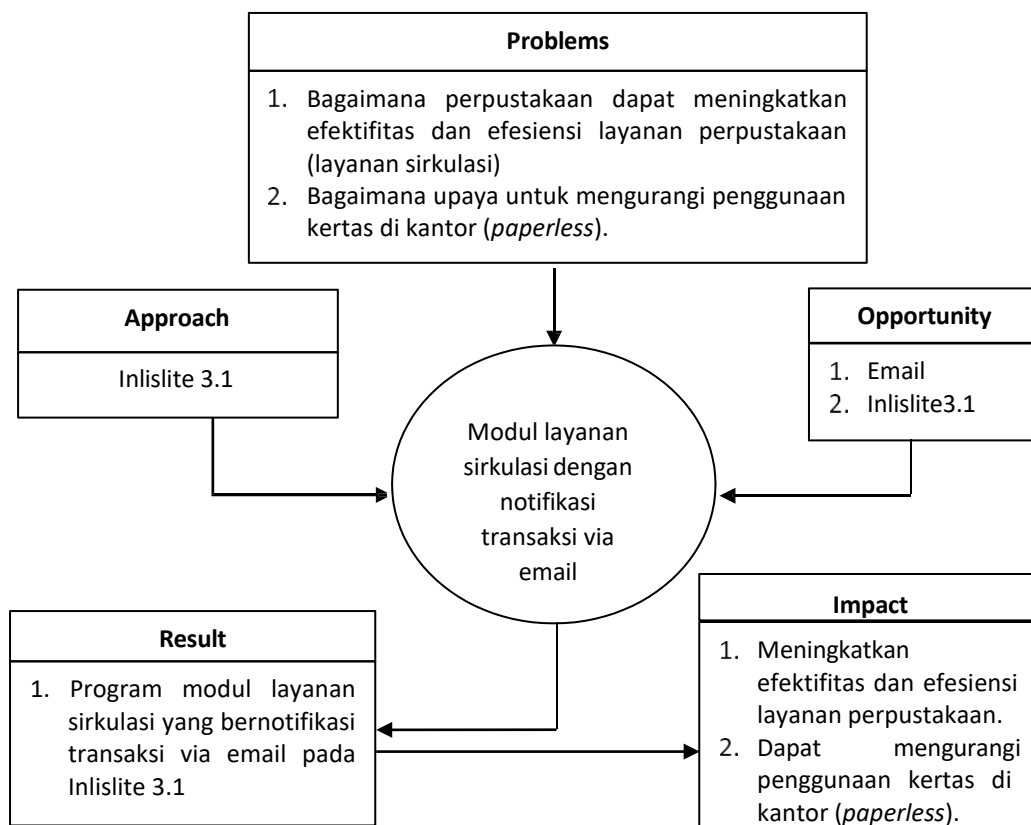 Problems
1. Bagaimana perpustakaan dapat meningkatkan
efektifitas dan efesiensi layanan perpustakaan
(layanan sirkulasi)
2. Bagaimana upaya untuk mengurangi penggunaan
kertas di kantor (paperless).
Approach
Inlislite 3.1
Opportunity
1. Email
2. Inlislite3.1
Modul layanan
sirkulasi dengan
notifikasi
transaksi via
email
Result
1. Program modul layanan
sirkulasi yang bernotifikasi
transaksi via email pada
Inlislite 3.1
Impact
1. Meningkatkan
efektifitas dan efesiensi
layanan perpustakaan.
2. Dapat mengurangi
penggunaan kertas di
kantor (paperless).